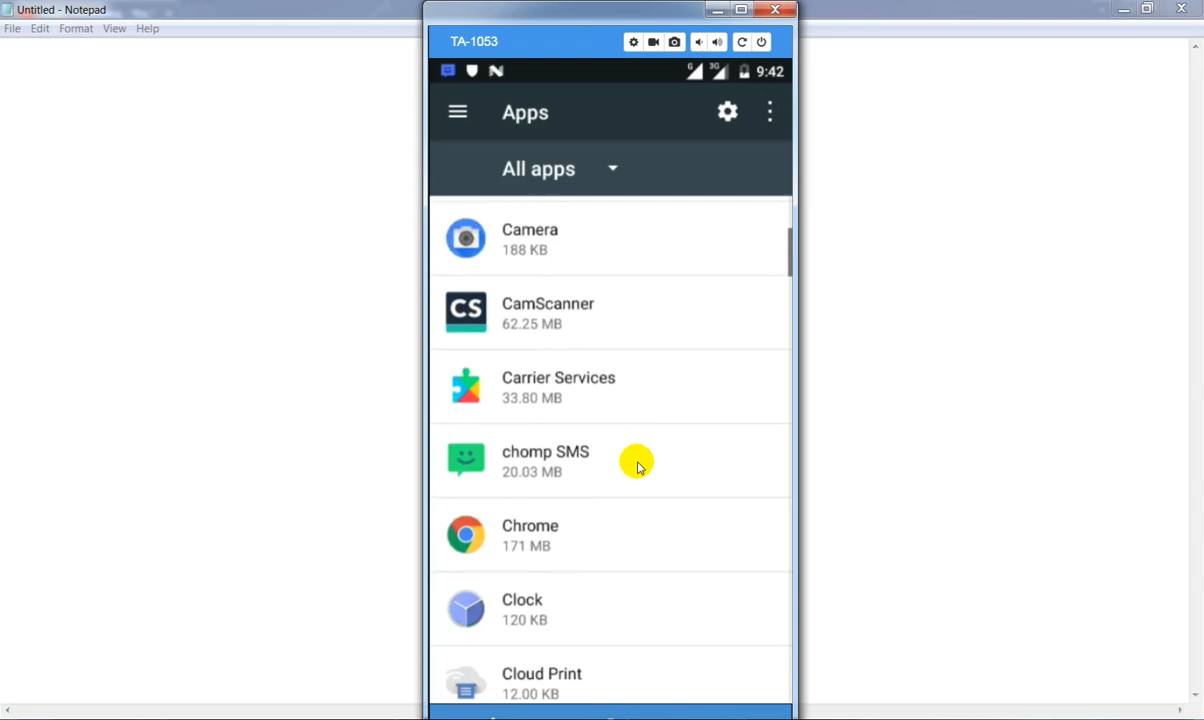 Untitled - Notepad
File Edit Format View Help
TA-1053
G 3G 9:42
Apps
All apps
Camera
188 KB
CS
CamScanner
62.25 MB
Carrier Services
33.80 MB
chomp SMS
20.03 MB
Chrome
171 MB
Clock
120 KB
Cloud Print
12.00 KB